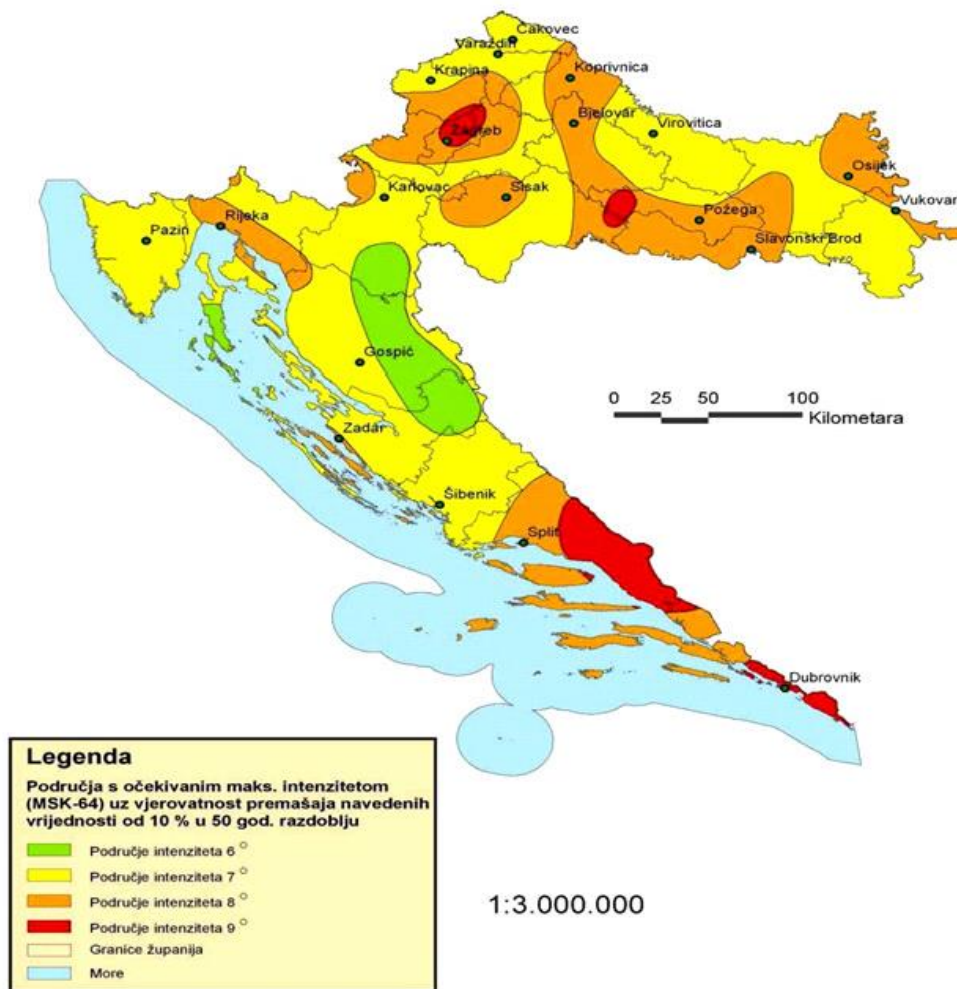 Čakovec
Varaždin
Krapina
Koprivnica
Bjelovar
Virovitica
Zagreb
Osijek
Karlovac
Sisak
Vukovar
Požega
Rijeka
Pazin
Slavonski Brod
Gospić
0 25 50 100
Kilometara
Zadar
Šibenik
Split
Dubrovnik
Legenda
Područja s očekivanim maks. intenzitetom
(MSK-64) uz vjerovatnost premašaja navedenih
vrijednosti od 10 % u 50 god. razdoblju
Područje intenziteta 6 °
Područje intenziteta 7 °
Područje intenziteta 8 °
Područje intenziteta 9 °
Granice županija
More
1:3.000.000